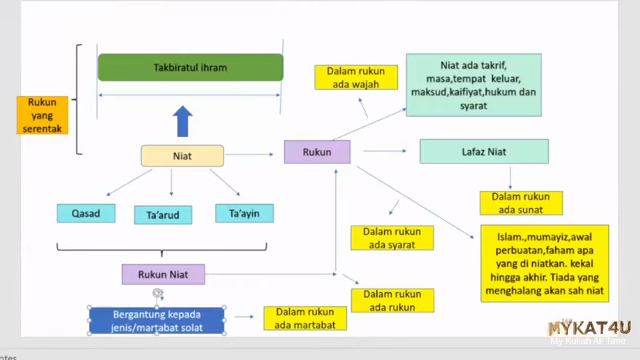 Takbiratul ihram
Dalam rukun
ada wajah
Niat ada takrif,
masa,tempat keluar,
maksud,kaifiyat,hukum dan
syarat
Rukun
yang
serentak
Niat
Rukun
Lafaz Niat
Qasad
Ta'arud
Ta'ayin
Dalam rukun
ada sunat
Dalam rukun
ada syarat
Islam.,mumayiz,awal
perbuatan,faham apa
yang di niatkan. kekal
hingga akhir. Tiada yang
menghalang akan sah niat
Rukun Niat
Dalam rukun
ada rukun
Bergantung kepada
jenis/martabat solat
Dalam rukun
ada martabat
MYKAT4U
My Kuliah All Time